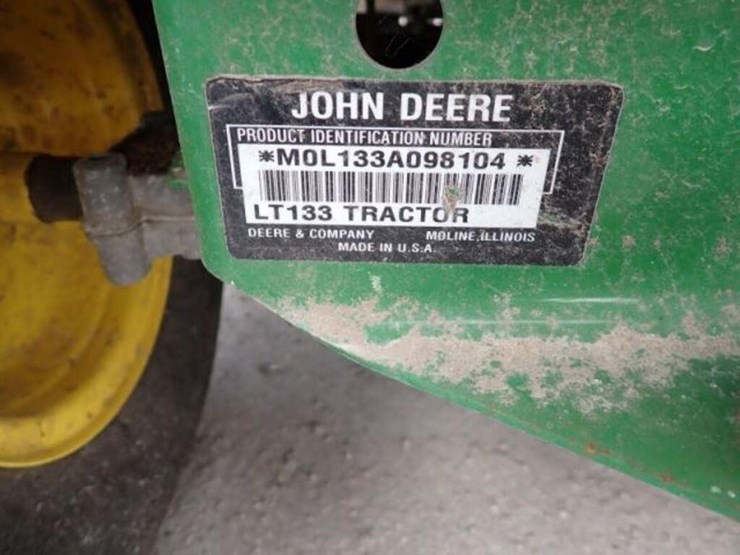 JOHN DEERE
PRODUCT IDENTIFICATION NUMBER
*M0L133A098104*
LT133 TRACTOR
DEERE & COMPANY MOLINE, ILLINOIS
MADE IN U.S.A.